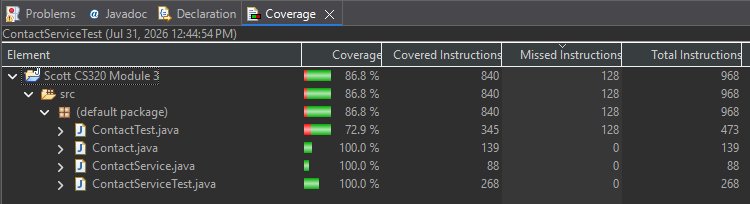 Problems @ Javadoc Declaration Coverage
ContactServiceTest (Jul 31, 2026 12:44:54 PM)
Element Coverage Covered Instructions Missed Instructions Total Instructions
Scott CS320 Module 3 86.8 % 840 128 968
src 86.8 % 840 128 968
(default package) 86.8 % 840 128 968
ContactTest.java 72.9 % 345 128 473
Contact.java 100.0 % 139 0 139
ContactService.java 100.0 % 88 0 88
ContactServiceTest.java 100.0 % 268 0 268